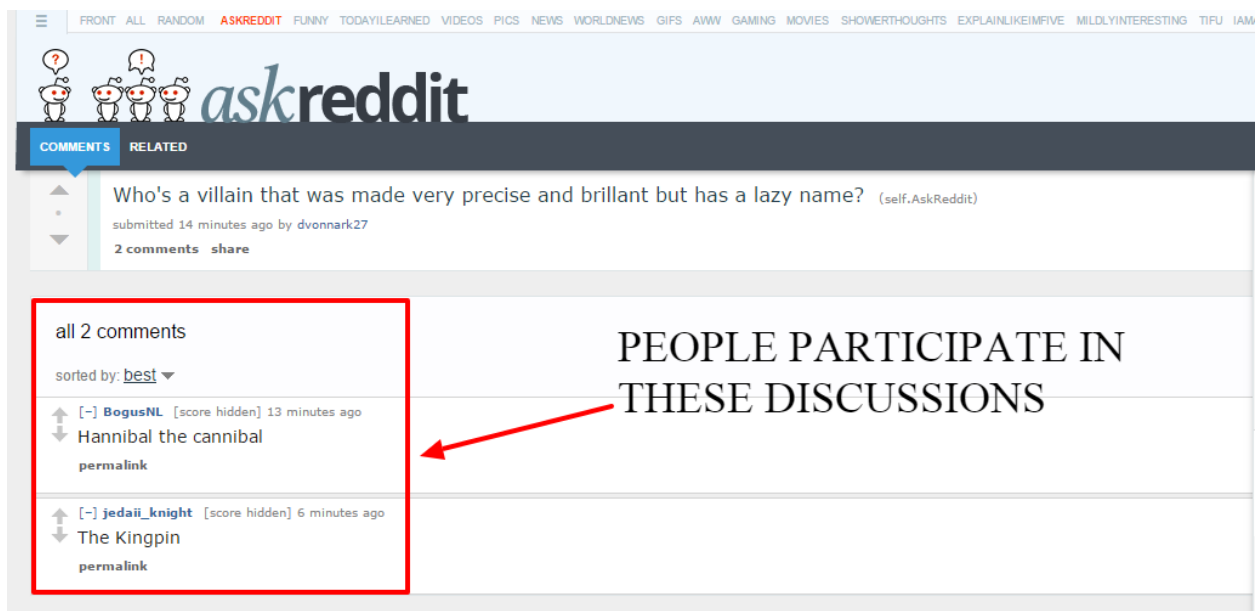 FRONT ALL RANDOM ASKREDDIT FUNNY TODAYILEARNED VIDEOS PICS NEWS WORLDNEWS GIFS AWW GAMING MOVIES SHOWERTHOUGHTS EXPLAINLIKEIMFIVE MILDLYINTERESTING TIFU IAMA
? !
askreddit
COMMENTS RELATED
Who's a villain that was made very precise and brillant but has a lazy name? (self.AskReddit)
submitted 14 minutes ago by dvonnark27
2 comments share
all 2 comments
sorted by: best
[-] BogusNL [score hidden] 13 minutes ago
Hannibal the cannibal
permalink
[-] jedaii_knight [score hidden] 6 minutes ago
The Kingpin
permalink
PEOPLE PARTICIPATE IN
THESE DISCUSSIONS